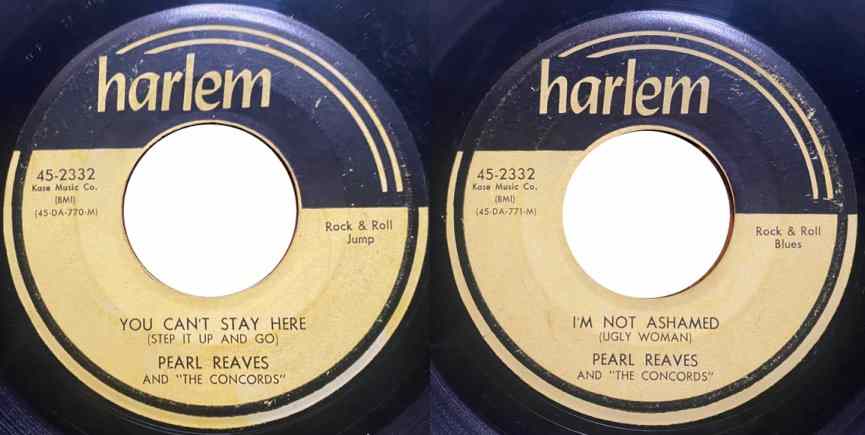 harlem
45-2332
Kase Music Co.
(BMI)
(45-DA-770-M)
Rock & Roll
Jump
YOU CAN'T STAY HERE
(STEP IT UP AND GO)
PEARL REAVES
AND "THE CONCORDS"
harlem
45-2332
Kase Music Co.
(BMI)
(45-DA-771-M)
Rock & Roll
Blues
I'M NOT ASHAMED
(UGLY WOMAN)
PEARL REAVES
AND "THE CONCORDS"